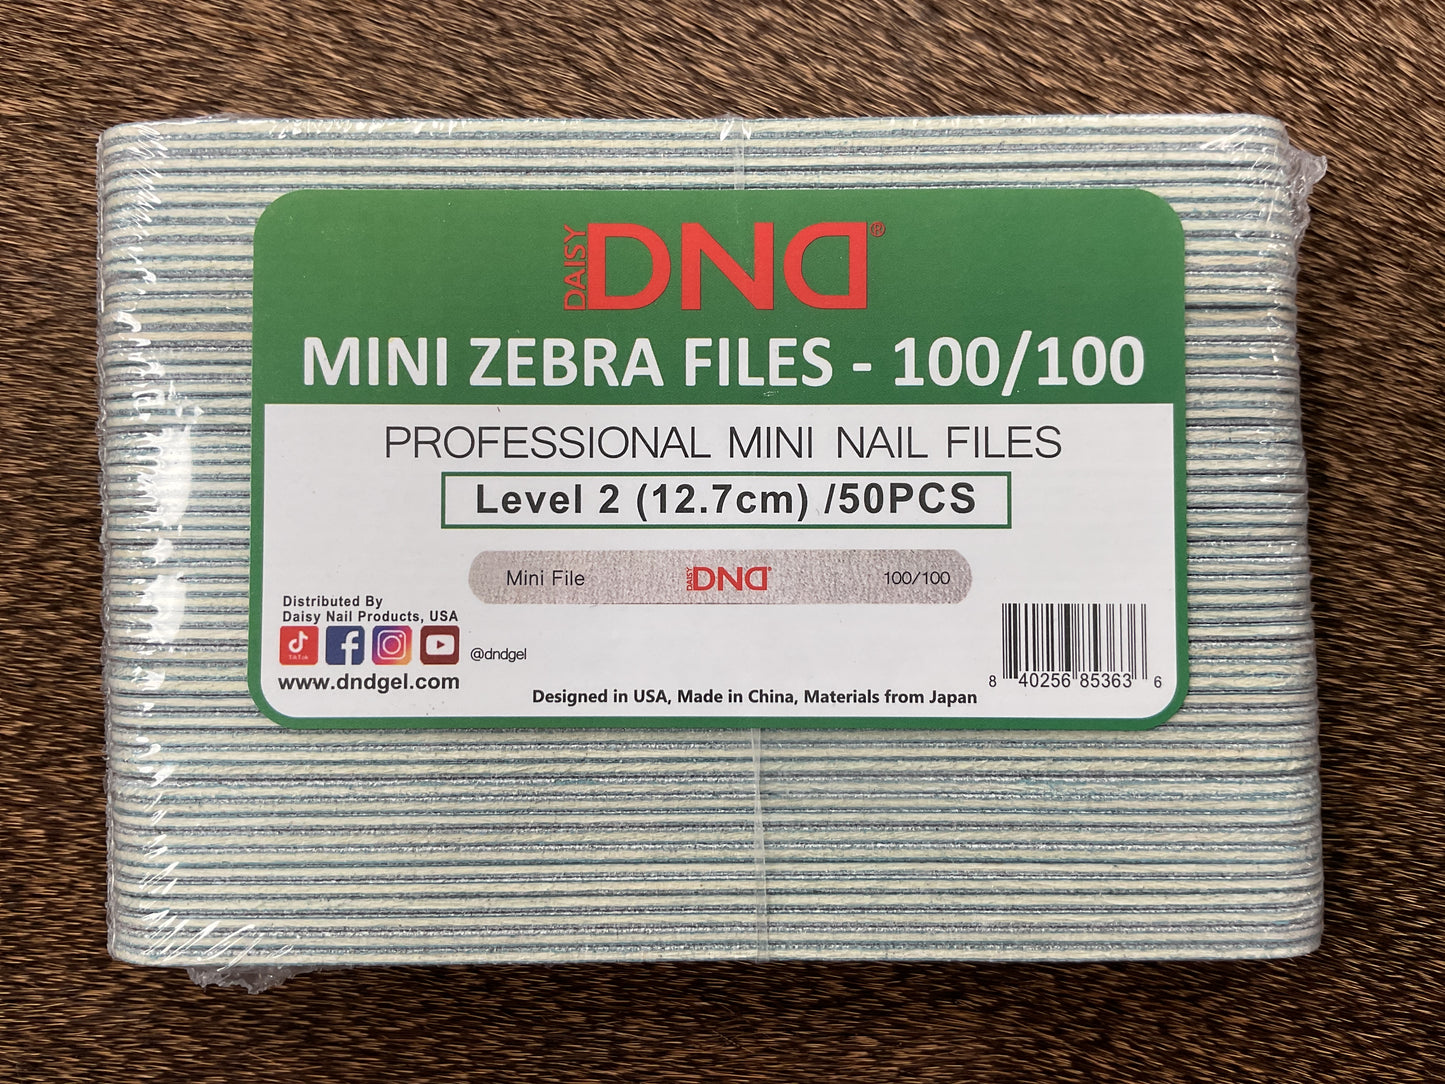 DAISY DND®
MINI ZEBRA FILES - 100/100
PROFESSIONAL MINI NAIL FILES
Level 2 (12.7cm) /50PCS
Mini File DAISY DND® 100/100
Distributed By
Daisy Nail Products, USA
TikTok
@dndgel
www.dndgel.com
Designed in USA, Made in China, Materials from Japan
8 40256 85363 6